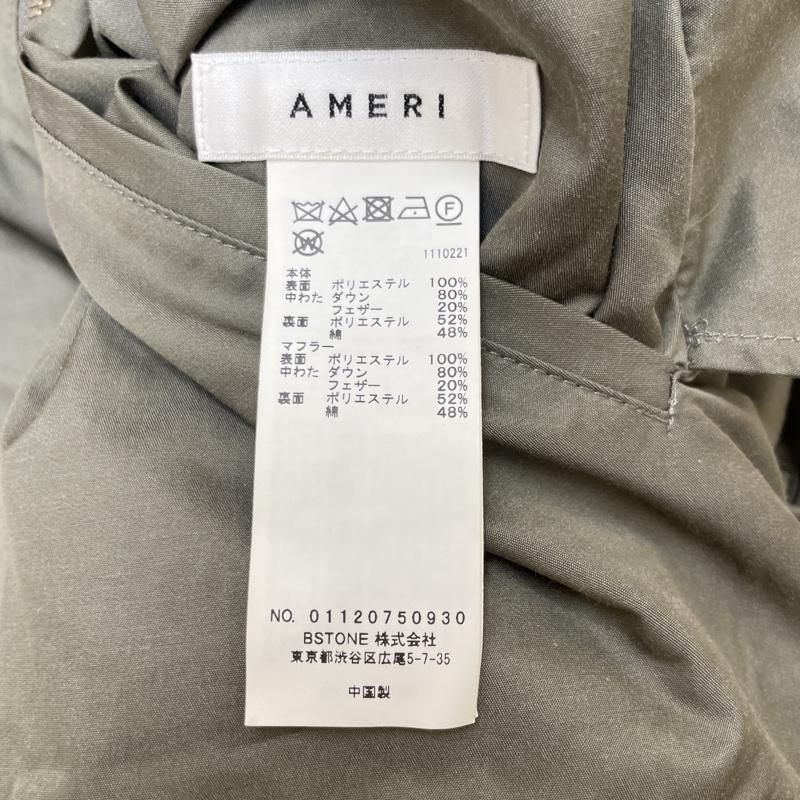 AMERI
F
W
1110221
本体
表面 ポリエステル 100%
中わた ダウン 80%
フェザー 20%
裏面 ポリエステル 52%
綿 48%
マフラー
表面 ポリエステル 100%
中わた ダウン 80%
フェザー 20%
裏面 ポリエステル 52%
綿 48%
NO. 01120750930
BSTONE 株式会社
東京都渋谷区広尾5-7-35
中国製